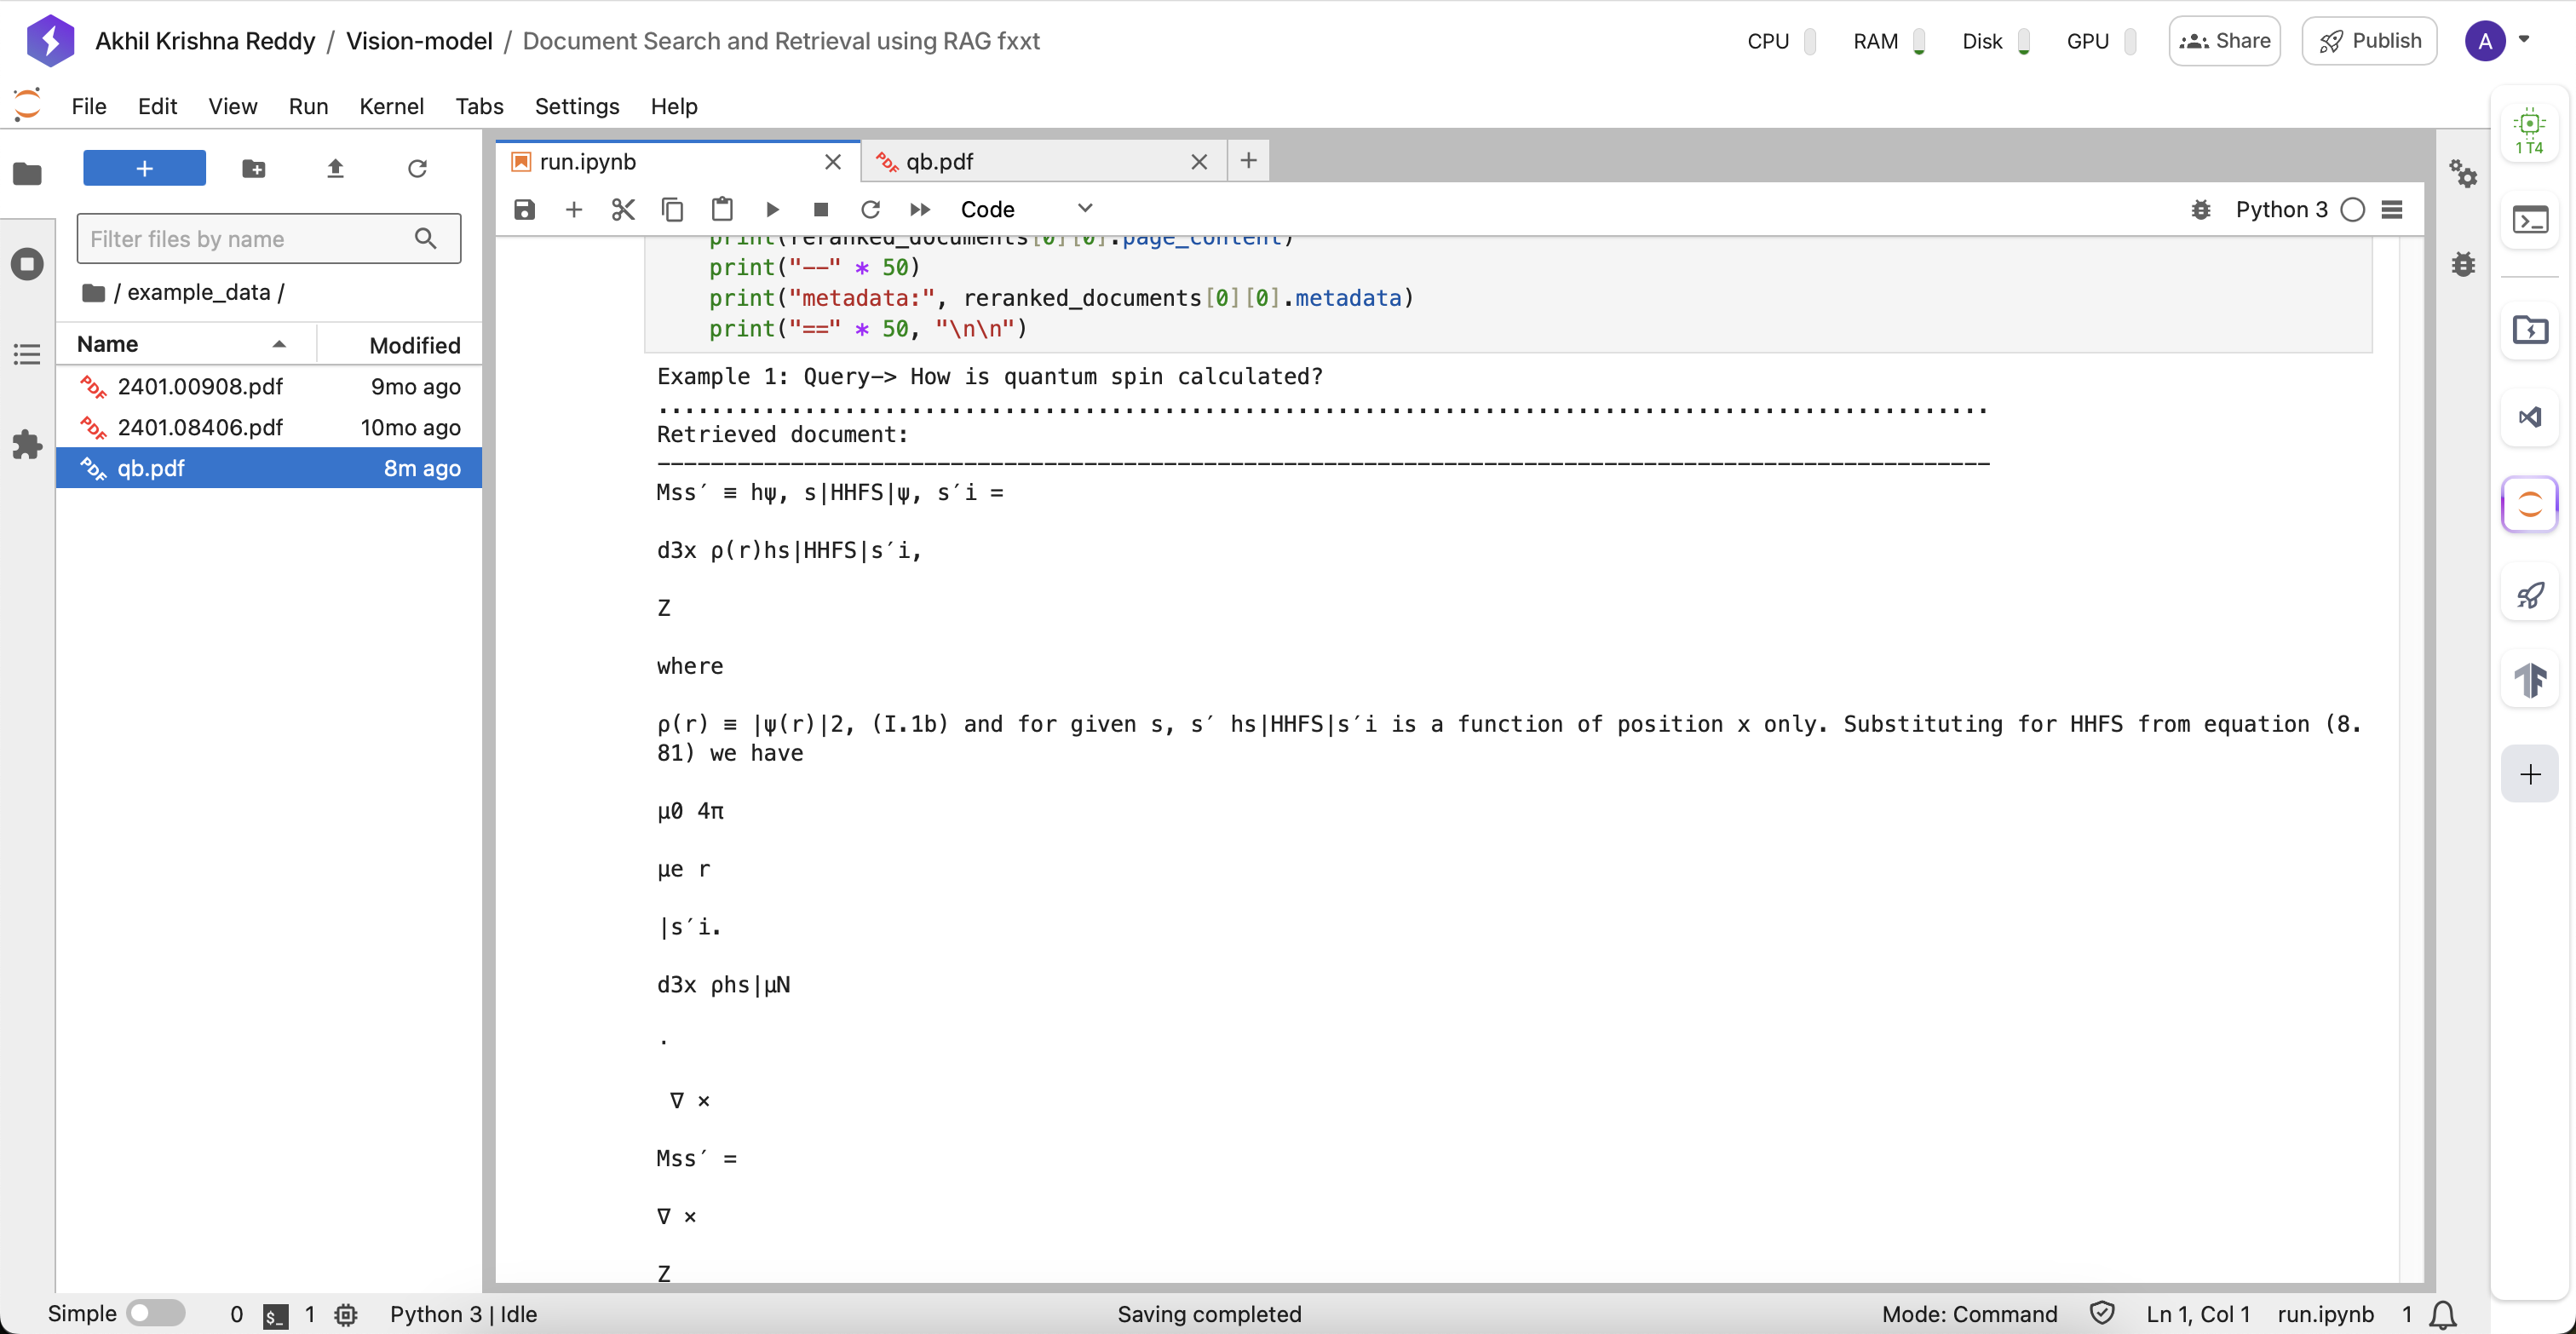 Akhil Krishna Reddy / Vision-model / Document Search and Retrieval using RAG fxxt
CPU RAM Disk GPU Share Publish A
File Edit View Run Kernel Tabs Settings Help
1 T4
+
run.ipynb
qb.pdf
Code
Python 3
Filter files by name
/ example_data /
Name Modified
2401.00908.pdf 9mo ago
2401.08406.pdf 10mo ago
qb.pdf 8m ago
print(reranked_documents[0][0].page_content)
print("--" * 50)
print("metadata:", reranked_documents[0][0].metadata)
print("==" * 50, "\n\n")
Example 1: Query-> How is quantum spin calculated?
....................................................................................................
Retrieved document:
----------------------------------------------------------------------------------------------------
Mss′ ≡ hψ, s|HHFS|ψ, s′i =
d3x ρ(r)hs|HHFS|s′i,
Z
where
ρ(r) ≡ |ψ(r)|2, (I.1b) and for given s, s′ hs|HHFS|s′i is a function of position x only. Substituting for HHFS from equation (8.
81) we have
µ0 4π
µe r
|s′i.
d3x ρhs|µN
.
∇ ×
Mss′ =
∇ ×
Z
Simple 0 $_ 1 Python 3 | Idle Saving completed Mode: Command Ln 1, Col 1 run.ipynb 1